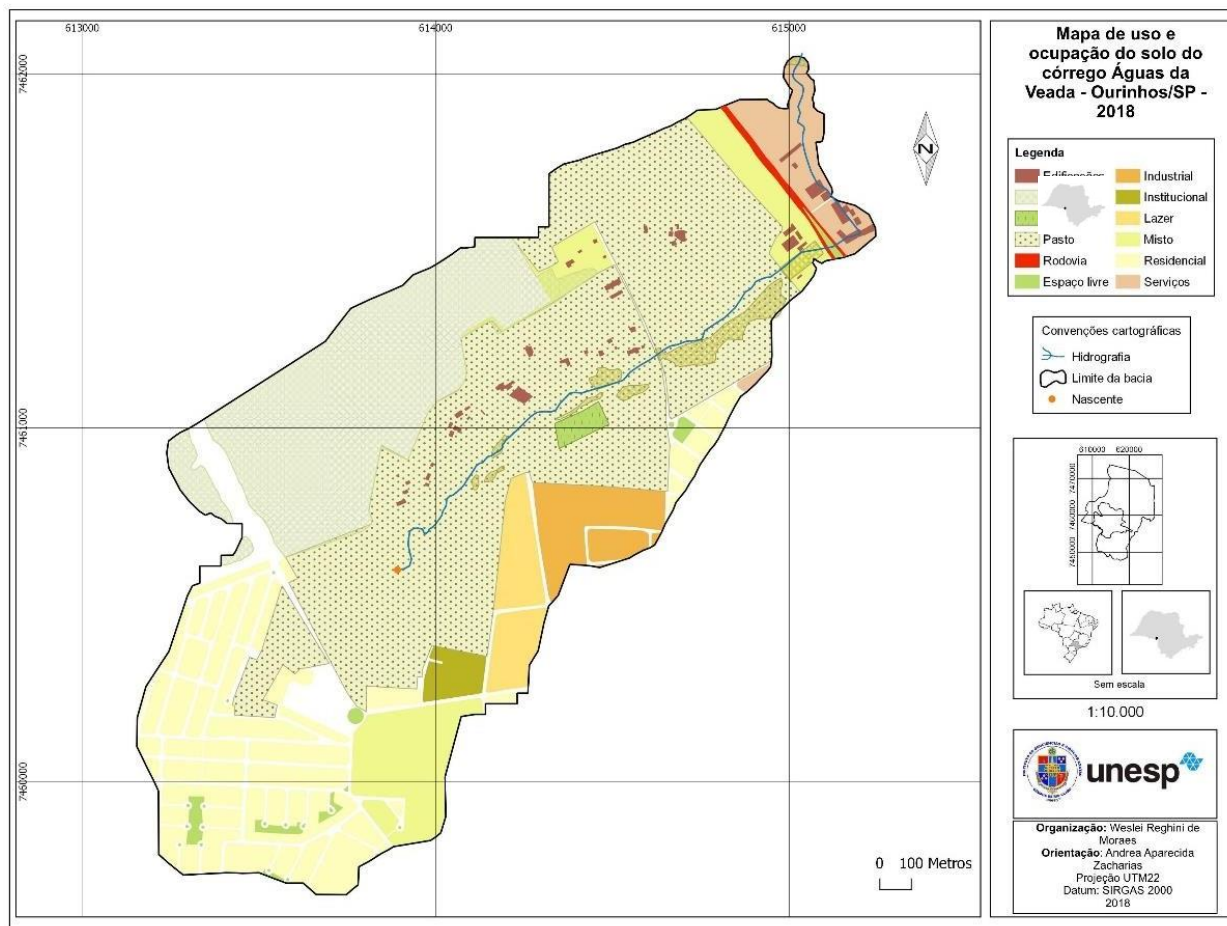 613000
614000
615000
7462000
7461000
7460000
N
0 100 Metros
Mapa de uso e
ocupação do solo do
córrego Águas da
Veada - Ourinhos/SP -
2018
Legenda
Industrial
Institucional
Lazer
Pasto
Misto
Rodovia
Residencial
Espaço livre
Serviços
Convenções cartográficas
Hidrografia
Limite da bacia
Nascente
610000 620000
7470000
7460000
7450000
Sem escala
1:10.000
unesp
Organização: Weslei Reghini de
Moraes
Orientação: Andrea Aparecida
Zacharias
Projeção UTM22
Datum: SIRGAS 2000
2018